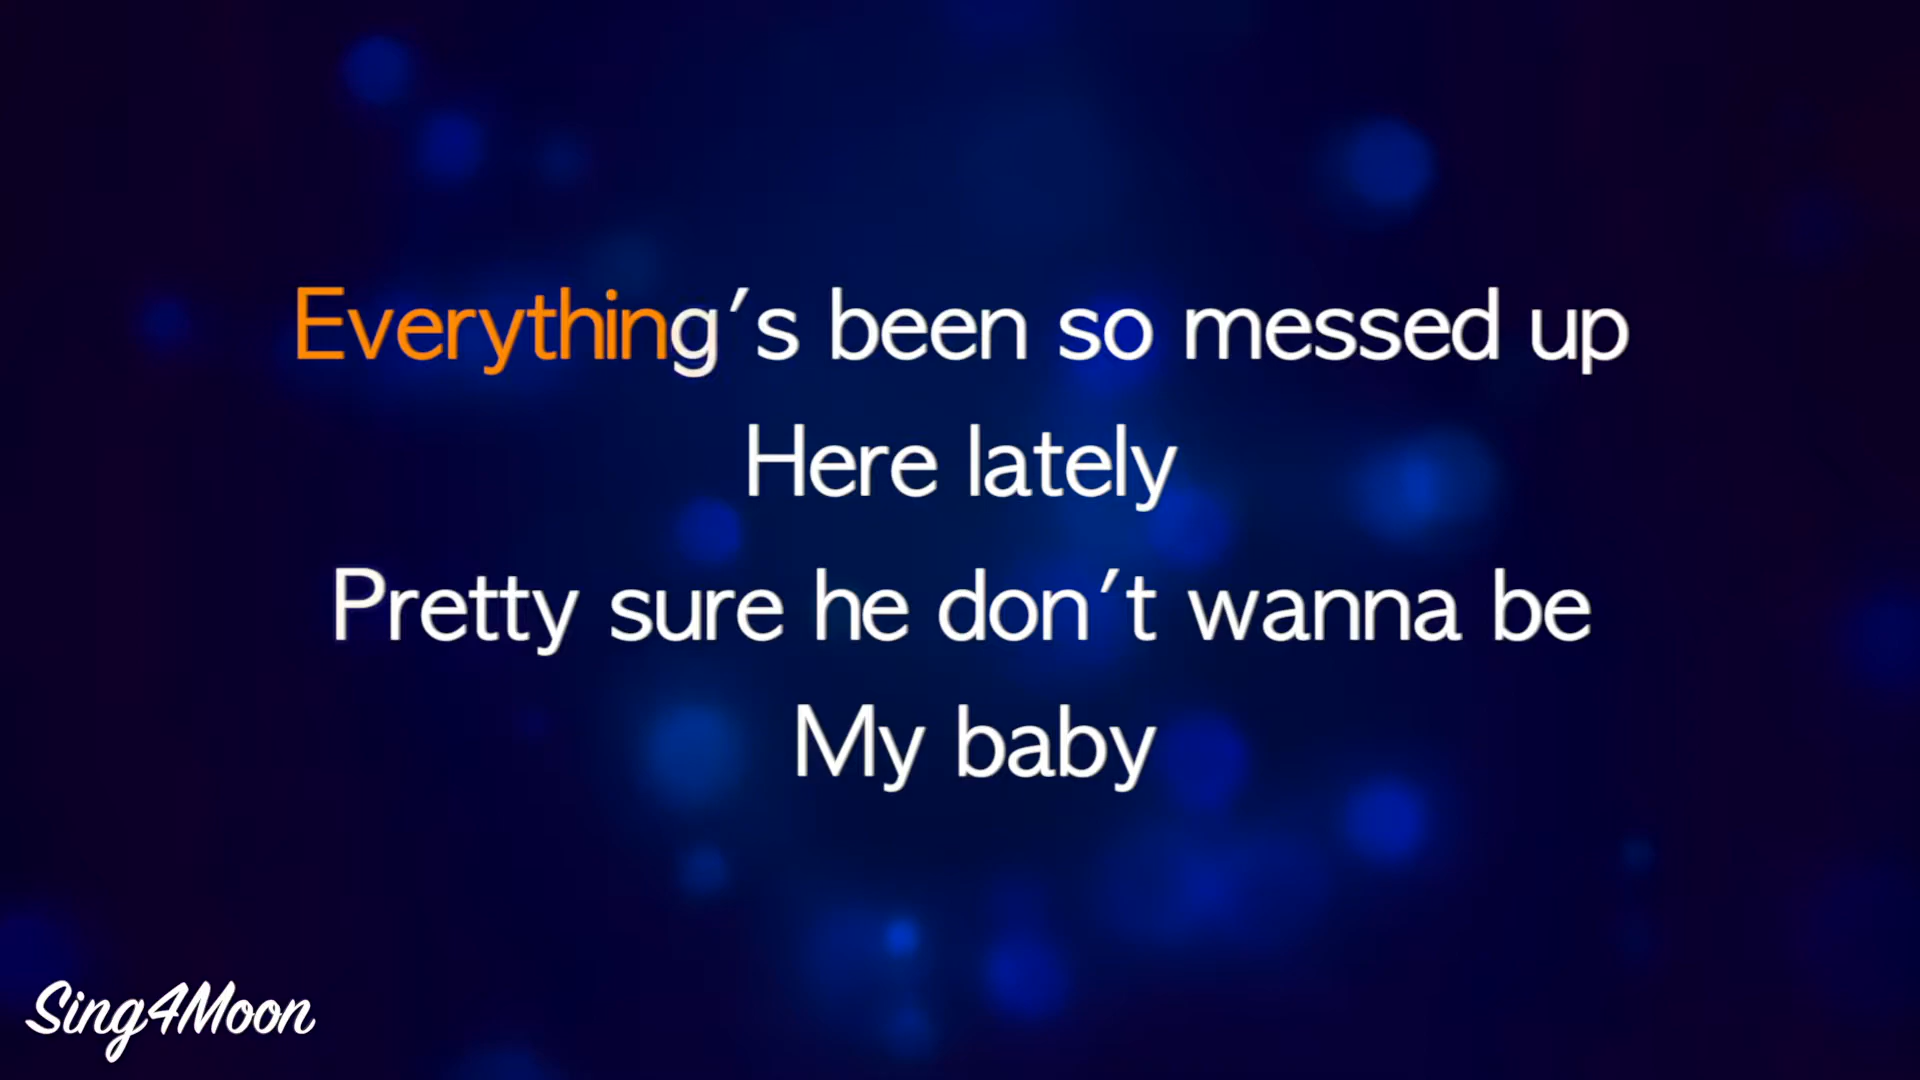 Everything's been so messed up
Here lately
Pretty sure he don't wanna be
My baby
Sing4Moon